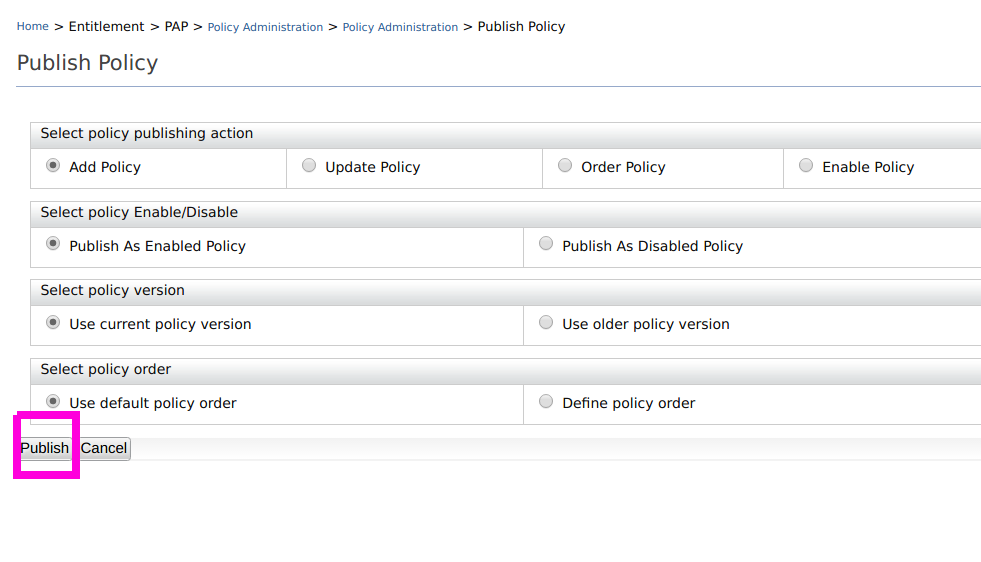 Home > Entitlement > PAP > Policy Administration > Policy Administration > Publish Policy
Publish Policy
Select policy publishing action
Add Policy Update Policy Order Policy Enable Policy
Select policy Enable/Disable
Publish As Enabled Policy Publish As Disabled Policy
Select policy version
Use current policy version Use older policy version
Select policy order
Use default policy order Define policy order
Publish Cancel